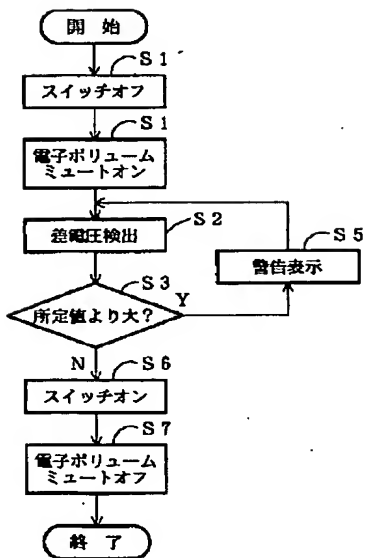 開 始
S1
スイッチオフ
S1
電子ボリューム
ミュートオン
S2
差電圧検出
S5
警告表示
S3
所定値より大?
Y
N
S6
スイッチオン
S7
電子ボリューム
ミュートオフ
終 了